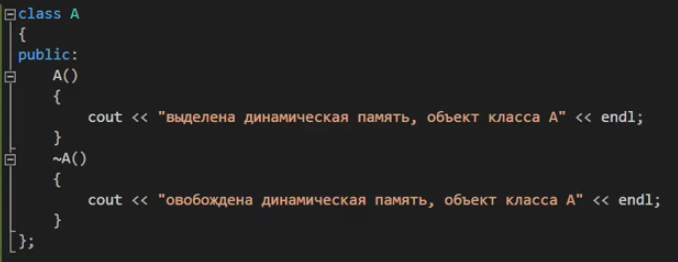 class A
{
public:
A()
{
cout << "выделена динамическая память, объект класса A" << endl;
}
~A()
{
cout << "овобождена динамическая память, объект класса A" << endl;
}
};